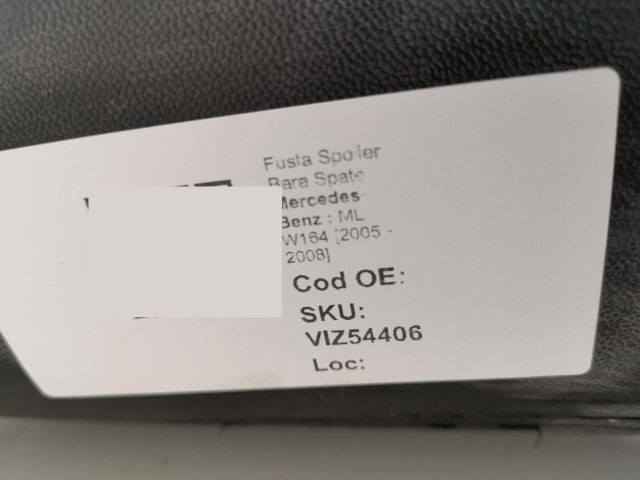 Fusta Spoiler
Bara Spate
Mercedes
Benz : ML
W164 [2005 -
2008]
Cod OE:
SKU:
VIZ54406
Loc: